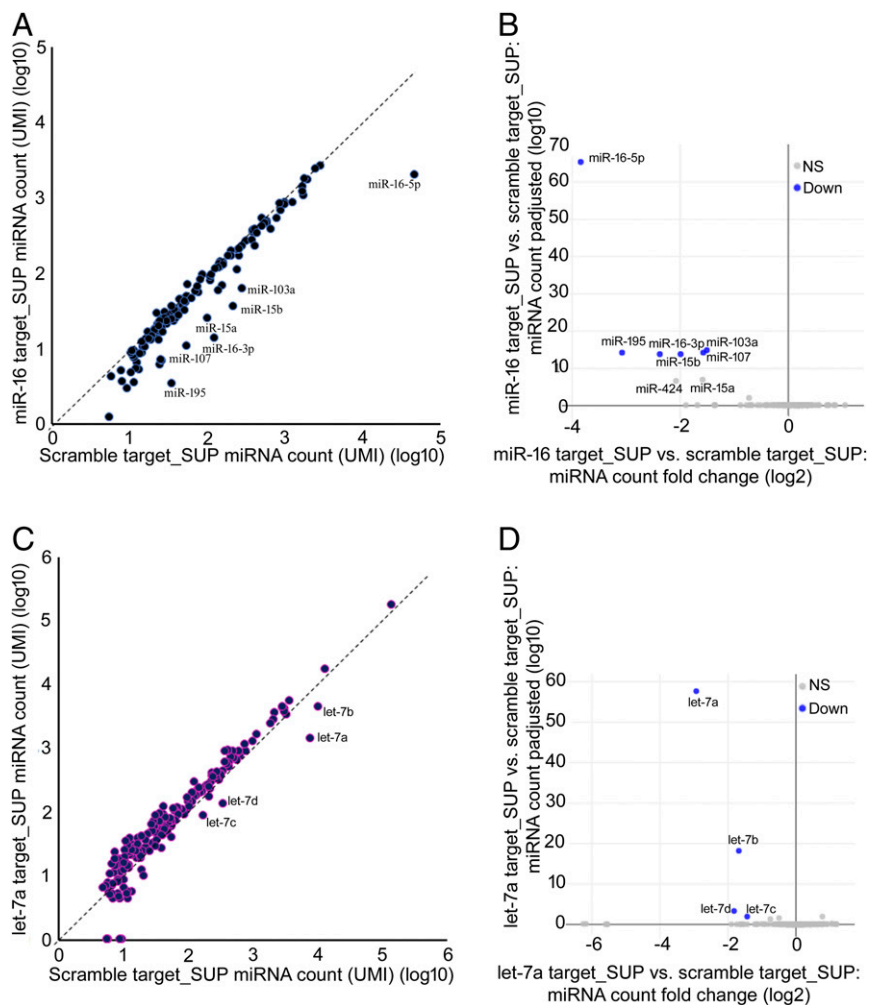 A
miR-16 target_SUP miRNA count (UMI) (log10)
5
4
3
2
1
0
0
1
2
3
4
5
miR-16-5p
miR-103a
miR-15b
miR-15a
miR-16-3p
miR-107
miR-195
Scramble target_SUP miRNA count (UMI) (log10)
B
miR-16 target_SUP vs. scramble target_SUP:
miRNA count padjusted (log10)
70
60
50
40
30
20
10
0
-4
-2
0
miR-16-5p
NS
Down
miR-195
miR-16-3p
miR-103a
miR-15b
miR-107
miR-424
miR-15a
miR-16 target_SUP vs. scramble target_SUP:
miRNA count fold change (log2)
C
let-7a target_SUP miRNA count (UMI) (log10)
6
5
4
3
2
1
0
0
1
2
3
4
5
6
let-7b
let-7a
let-7d
let-7c
Scramble target_SUP miRNA count (UMI) (log10)
D
let-7a target_SUP vs. scramble target_SUP:
miRNA count padjusted (log10)
60
50
40
30
20
10
0
-6
-4
-2
0
NS
Down
let-7a
let-7b
let-7d
let-7c
let-7a target_SUP vs. scramble target_SUP:
miRNA count fold change (log2)